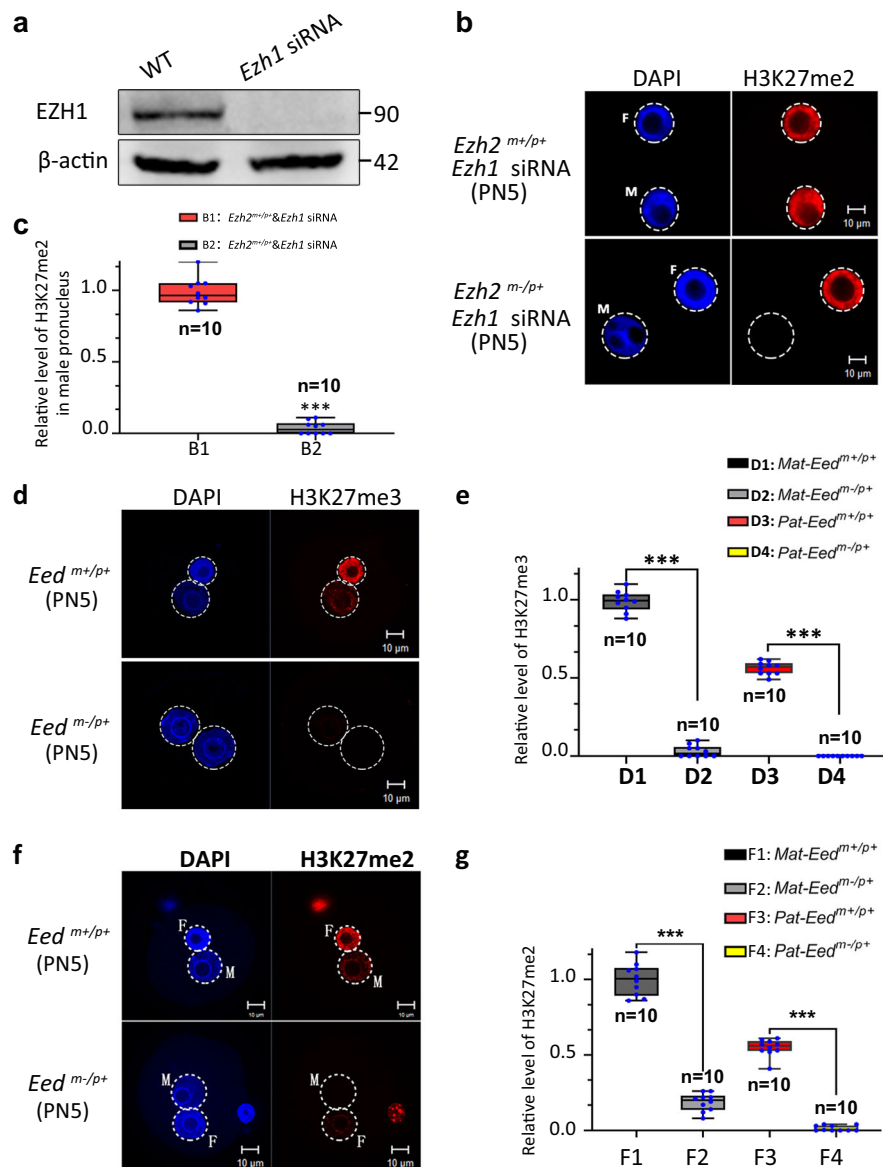 a
WT
Ezh1 siRNA
EZH1
90
β-actin
42
b
DAPI
H3K27me2
Ezh2 m+/p+
Ezh1 siRNA
(PN5)
F
M
10 μm
Ezh2 m-/p+
Ezh1 siRNA
(PN5)
F
M
10 μm
c
B1: Ezh2m+/p+&Ezh1 siRNA
B2: Ezh2m+/p+&Ezh1 siRNA
Relative level of H3K27me2
in male pronucleus
1.0
0.5
0.0
n=10
n=10
***
B1
B2
d
DAPI
H3K27me3
Eed m+/p+
(PN5)
10 μm
Eed m-/p+
(PN5)
10 μm
e
D1: Mat-Eedm+/p+
D2: Mat-Eedm-/p+
D3: Pat-Eedm+/p+
D4: Pat-Eedm-/p+
Relative level of H3K27me3
1.0
0.5
0.0
***
***
n=10
n=10
n=10
n=10
D1
D2
D3
D4
f
DAPI
H3K27me2
Eed m+/p+
(PN5)
F
M
F
M
10 μm
10 μm
Eed m-/p+
(PN5)
M
F
M
F
10 μm
10 μm
g
F1: Mat-Eedm+/p+
F2: Mat-Eedm-/p+
F3: Pat-Eedm+/p+
F4: Pat-Eedm-/p+
Relative level of H3K27me2
1.0
0.5
0.0
***
***
n=10
n=10
n=10
n=10
F1
F2
F3
F4